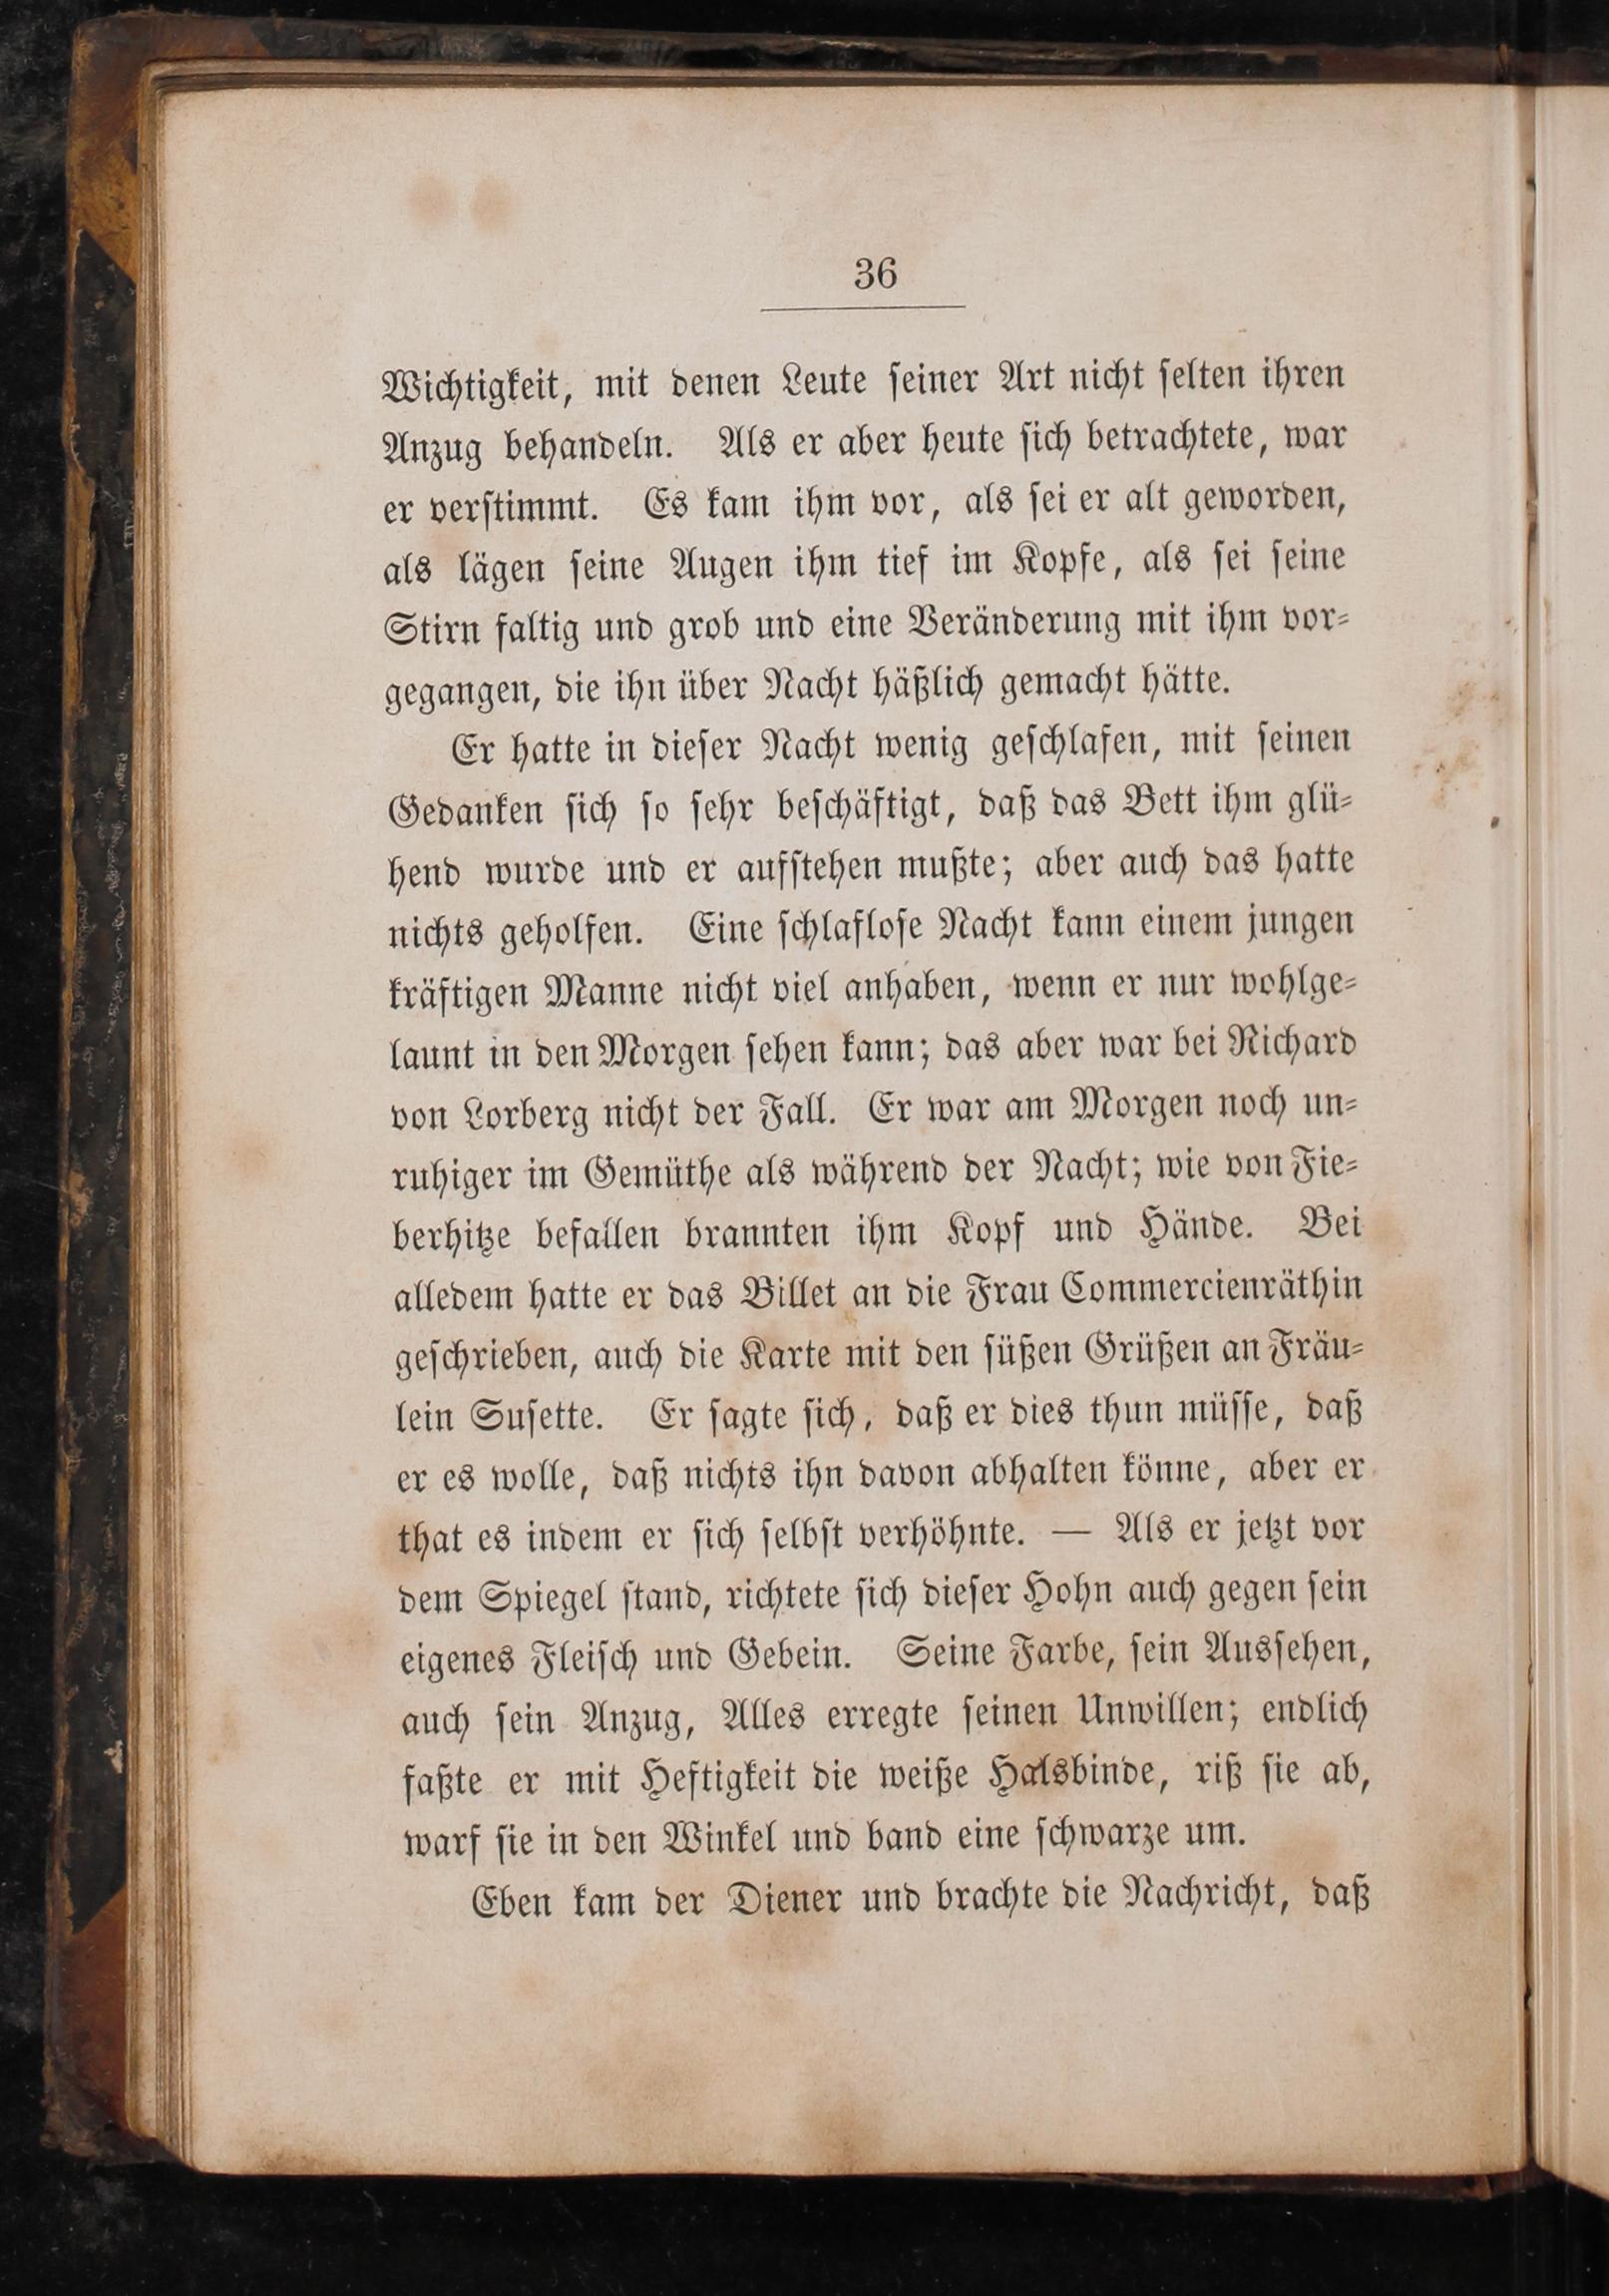 36
Wichtigkeit, mit denen Leute ſeiner Art nicht ſelten ihren
Anzug behandeln. Als er aber heute ſich betrachtete, war
er verſtimmt. Es kam ihm vor, als ſei er alt geworden,
als lägen ſeine Augen ihm tief im Kopfe, als ſei ſeine
Stirn faltig und grob und eine Veränderung mit ihm vor⸗
gegangen, die ihn über Nacht häßlich gemacht hätte.
Er hatte in dieſer Nacht wenig geſchlafen, mit ſeinen
Gedanken ſich ſo ſehr beſchäftigt, daß das Bett ihm glü⸗
hend wurde und er aufſtehen mußte; aber auch das hatte
nichts geholfen. Eine ſchlafloſe Nacht kann einem jungen
kräftigen Manne nicht viel anhaben, wenn er nur wohlge⸗
launt in den Morgen ſehen kann; das aber war bei Richard
von Lorberg nicht der Fall. Er war am Morgen noch un⸗
ruhiger im Gemüthe als während der Nacht; wie von Fie⸗
berhitze befallen brannten ihm Kopf und Hände. Bei
alledem hatte er das Billet an die Frau Commercienräthin
geſchrieben, auch die Karte mit den ſüßen Grüßen an Fräu⸗
lein Suſette. Er ſagte ſich, daß er dies thun müſſe, daß
er es wolle, daß nichts ihn davon abhalten könne, aber er
that es indem er ſich ſelbſt verhöhnte. — Als er jetzt vor
dem Spiegel ſtand, richtete ſich dieſer Hohn auch gegen ſein
eigenes Fleiſch und Gebein. Seine Farbe, ſein Ausſehen,
auch ſein Anzug, Alles erregte ſeinen Unwillen; endlich
faßte er mit Heftigkeit die weiße Halsbinde, riß ſie ab,
warf ſie in den Winkel und band eine ſchwarze um.
Eben kam der Diener und brachte die Nachricht, daß